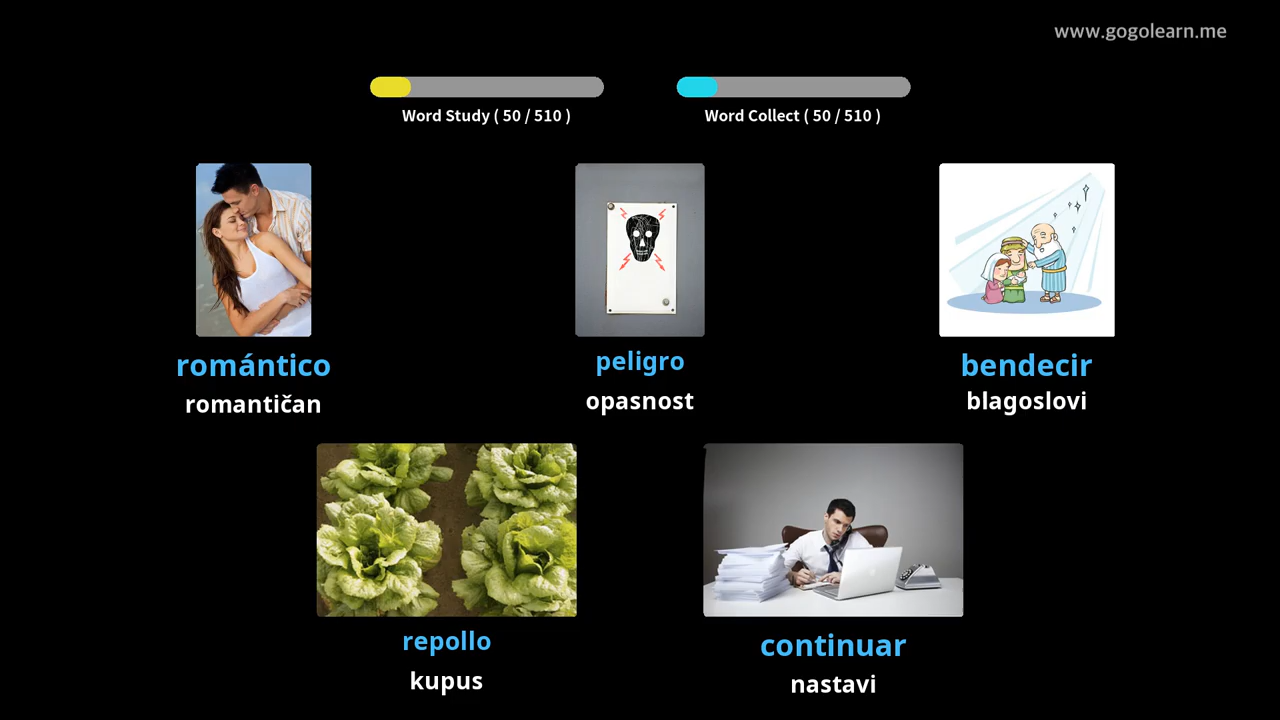 www.gogolearn.me
Word Study ( 50 / 510 )
Word Collect ( 50 / 510 )
romántico
romantičan
peligro
opasnost
bendecir
blagoslovi
repollo
kupus
continuar
nastavi